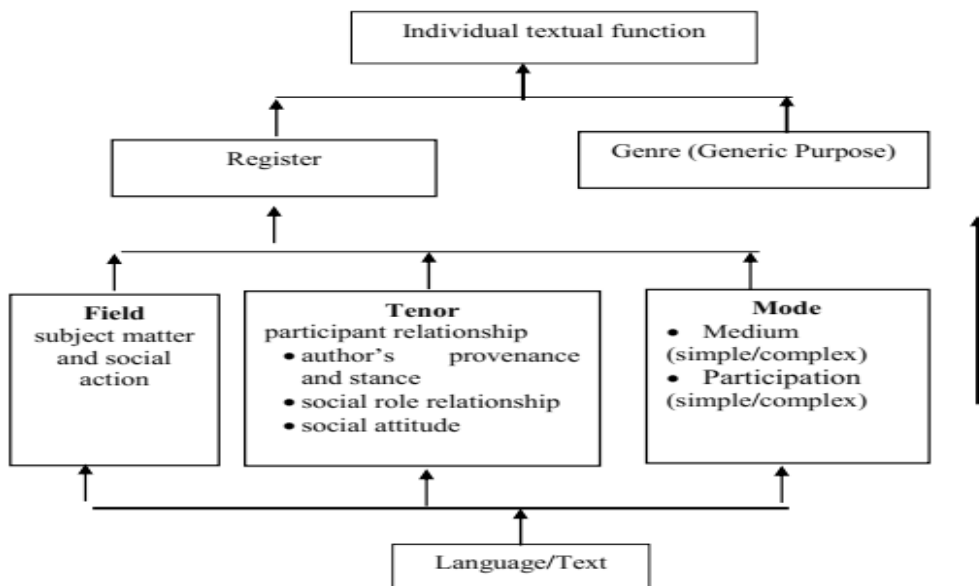 Individual textual function
Register
Genre (Generic Purpose)
Field
subject matter
and social
action
Tenor
participant relationship
• author's provenance
and stance
• social role relationship
• social attitude
Mode
• Medium
(simple/complex)
• Participation
(simple/complex)
Language/Text